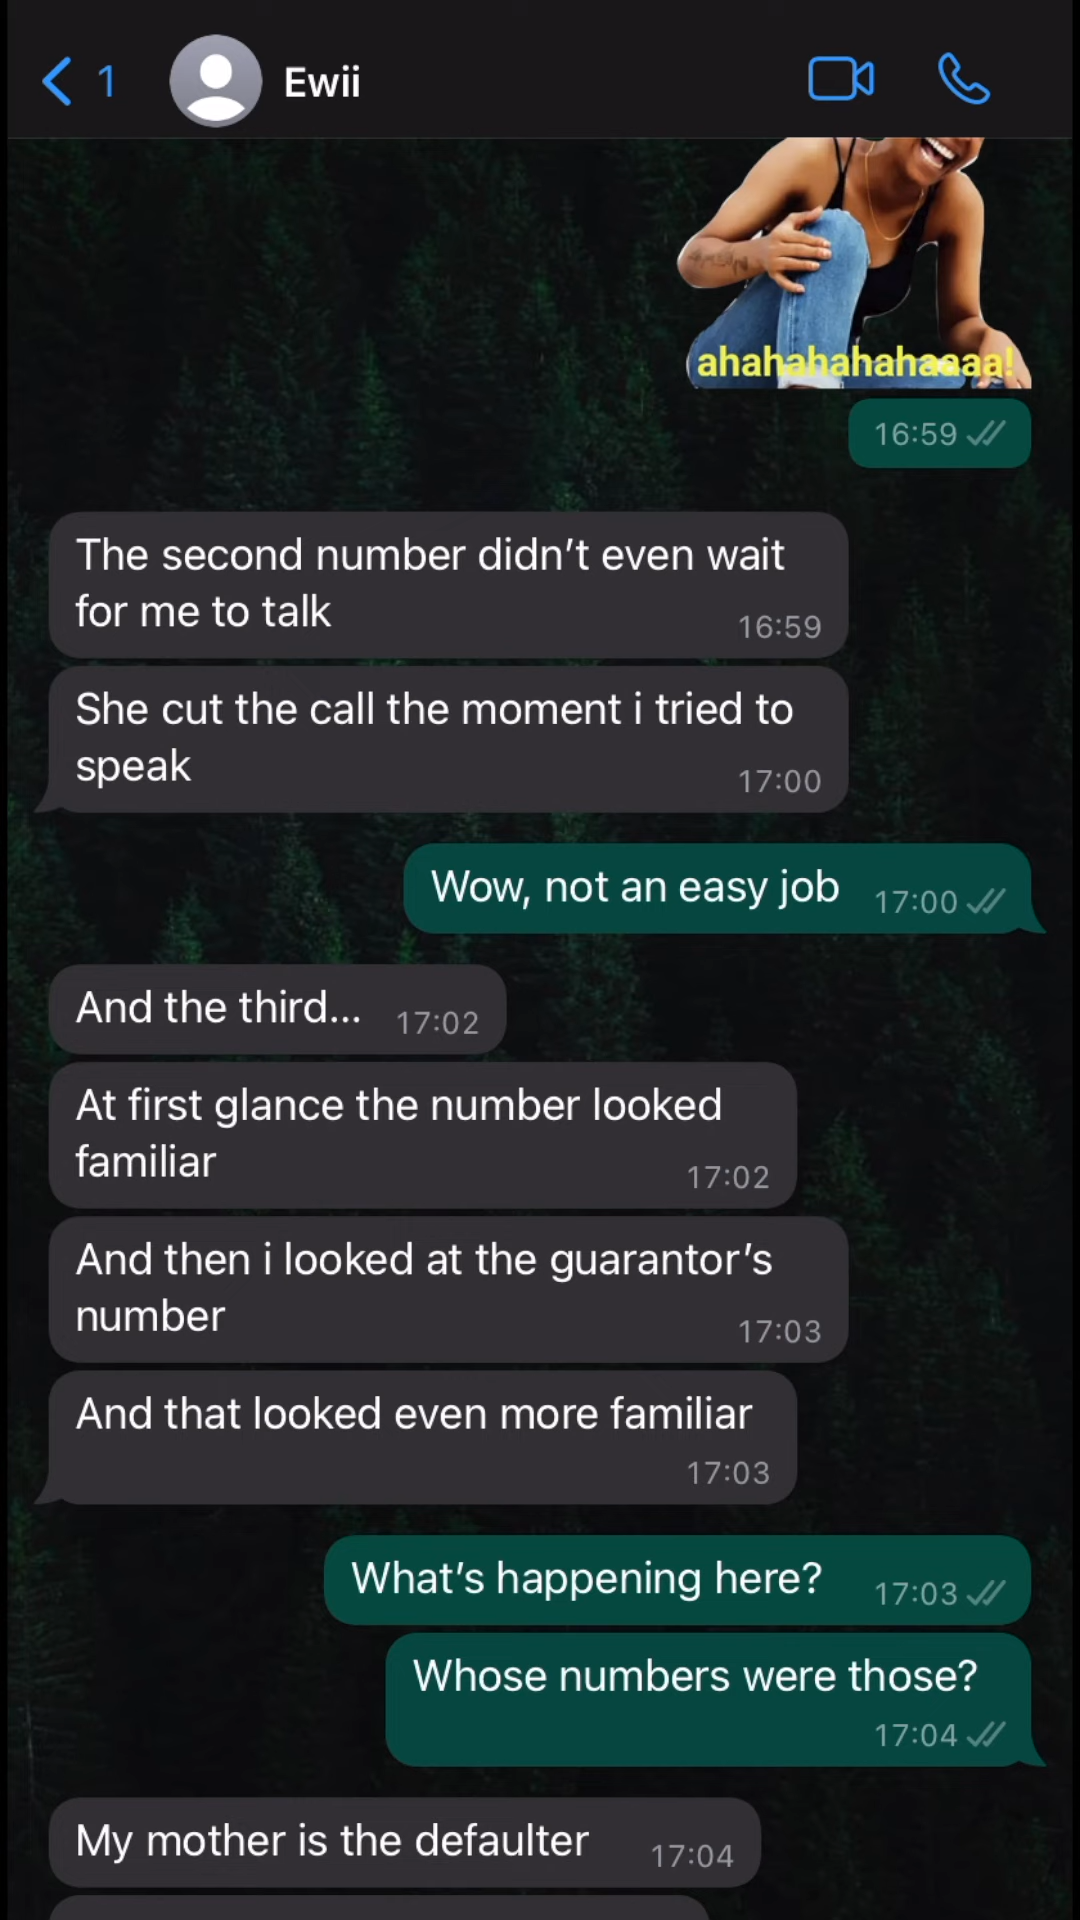 1
Ewii
ahahahahahaaaa!
16:59
The second number didn’t even wait
for me to talk
16:59
She cut the call the moment i tried to
speak
17:00
Wow, not an easy job
17:00
And the third...
17:02
At first glance the number looked
familiar
17:02
And then i looked at the guarantor’s
number
17:03
And that looked even more familiar
17:03
What’s happening here?
17:03
Whose numbers were those?
17:04
My mother is the defaulter
17:04